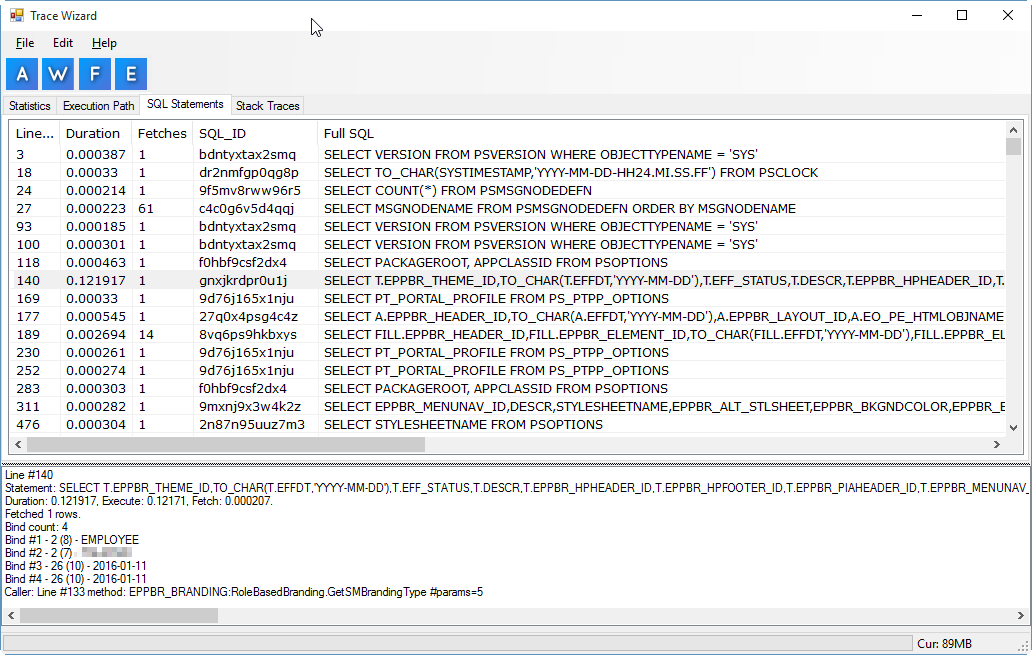 Trace Wizard
File Edit Help
A W F E
Statistics Execution Path SQL Statements Stack Traces
Line... Duration Fetches SQL_ID Full SQL
3 0.000387 1 bdntyxtax2smq SELECT VERSION FROM PSVERSION WHERE OBJECTTYPENAME = 'SYS'
18 0.00033 1 dr2nmfgp0qg8p SELECT TO_CHAR(SYSTIMESTAMP,'YYYY-MM-DD-HH24.MI.SS.FF') FROM PSCLOCK
24 0.000214 1 9f5mv8rww96r5 SELECT COUNT(*) FROM PSMSGNODEDEFN
27 0.000223 61 c4c0g6v5d4qqj SELECT MSGNODENAME FROM PSMSGNODEDEFN ORDER BY MSGNODENAME
93 0.000185 1 bdntyxtax2smq SELECT VERSION FROM PSVERSION WHERE OBJECTTYPENAME = 'SYS'
100 0.000301 1 bdntyxtax2smq SELECT VERSION FROM PSVERSION WHERE OBJECTTYPENAME = 'SYS'
118 0.000463 1 f0hbf9csf2dx4 SELECT PACKAGEROOT, APPCLASSID FROM PSOPTIONS
140 0.121917 1 gnxjkrdpr0u1j SELECT T.EPPBR_THEME_ID,TO_CHAR(T.EFFDT,'YYYY-MM-DD'),T.EFF_STATUS,T.DESCR,T.EPPBR_HPHEADER_ID,T.
169 0.00033 1 9d76j165x1nju SELECT PT_PORTAL_PROFILE FROM PS_PTPP_OPTIONS
177 0.000545 1 27q0x4psg4c4z SELECT A.EPPBR_HEADER_ID,TO_CHAR(A.EFFDT,'YYYY-MM-DD'),A.EPPBR_LAYOUT_ID,A.EO_PE_HTMLOBJNAME
189 0.002694 14 8vq6ps9hkbxys SELECT FILL.EPPBR_HEADER_ID,FILL.EPPBR_ELEMENT_ID,TO_CHAR(FILL.EFFDT,'YYYY-MM-DD'),FILL.EPPBR_EL
230 0.000261 1 9d76j165x1nju SELECT PT_PORTAL_PROFILE FROM PS_PTPP_OPTIONS
252 0.000274 1 9d76j165x1nju SELECT PT_PORTAL_PROFILE FROM PS_PTPP_OPTIONS
283 0.000303 1 f0hbf9csf2dx4 SELECT PACKAGEROOT, APPCLASSID FROM PSOPTIONS
311 0.000282 1 9mxnj9x3w4k2z SELECT EPPBR_MENUNAV_ID,DESCR,STYLESHEETNAME,EPPBR_ALT_STLSHEET,EPPBR_BKGNDCOLOR,EPPBR_E
476 0.000304 1 2n87n95uuz7m3 SELECT STYLESHEETNAME FROM PSOPTIONS
Line #140
Statement: SELECT T.EPPBR_THEME_ID,TO_CHAR(T.EFFDT,'YYYY-MM-DD'),T.EFF_STATUS,T.DESCR,T.EPPBR_HPHEADER_ID,T.EPPBR_HPFOOTER_ID,T.EPPBR_PIAHEADER_ID,T.EPPBR_MENUNAV_
Duration: 0.121917, Execute: 0.12171, Fetch: 0.000207.
Fetched 1 rows.
Bind count: 4
Bind #1 - 2 (8) - EMPLOYEE
Bind #2 - 2 (7) -
Bind #3 - 26 (10) - 2016-01-11
Bind #4 - 26 (10) - 2016-01-11
Caller: Line #133 method: EPPBR_BRANDING:RoleBasedBranding.GetSMBrandingType #params=5
Cur: 89MB